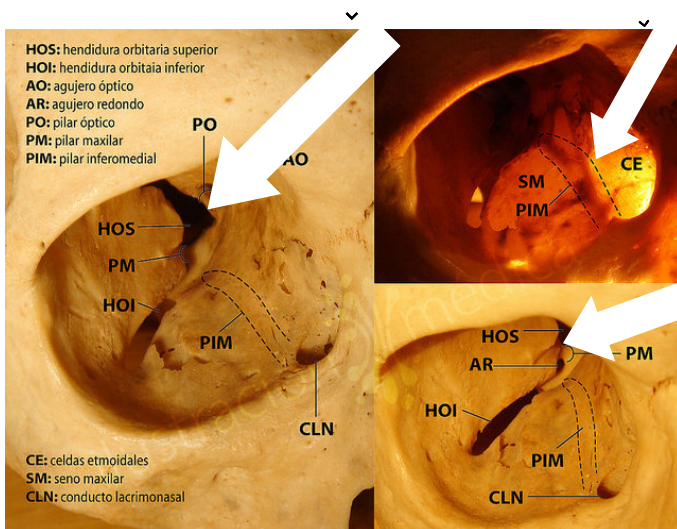 HOS: hendidura orbitaria superior
HOI: hendidura orbitaia inferior
AO: agujero óptico
AR: agujero redondo
PO: pilar óptico
PM: pilar maxilar
PIM: pilar inferomedial
PO
AO
HOS
PM
HOI
PIM
CLN
CE: celdas etmoidales
SM: seno maxilar
CLN: conducto lacrimonasal
CE
SM
PIM
HOS
PM
AR
HOI
PIM
CLN